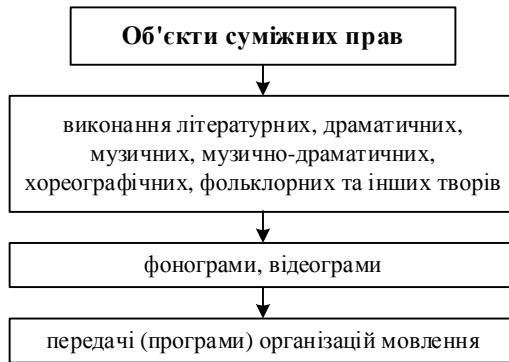 Об'єкти суміжних прав
виконання літературних, драматичних,
музичних, музично-драматичних,
хореографічних, фольклорних та інших творів
фонограми, відеограми
передачі (програми) організацій мовлення